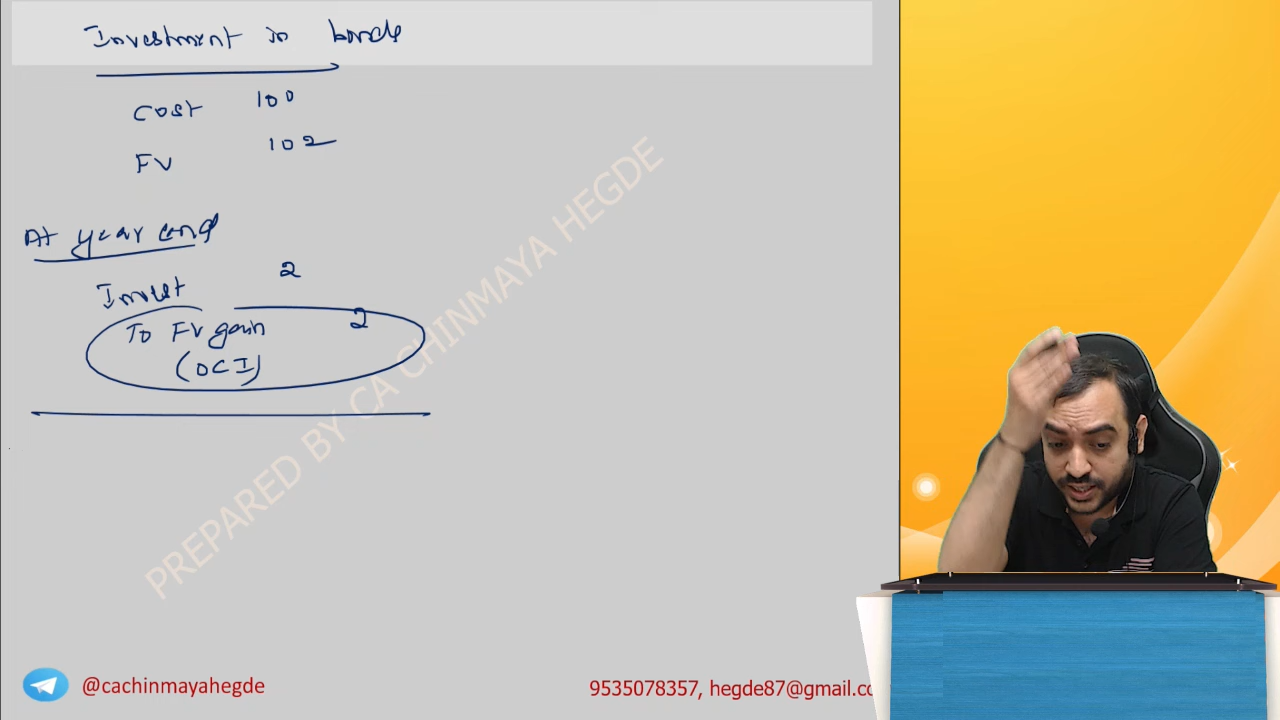 Investment in bonds
Cost 100
FV 102
At year end
Invest 2
To FV gain 2
(OCI)
PREPARED BY CA CHINMAYA HEGDE
@cachinmayahegde
9535078357, hegde87@gmail.co